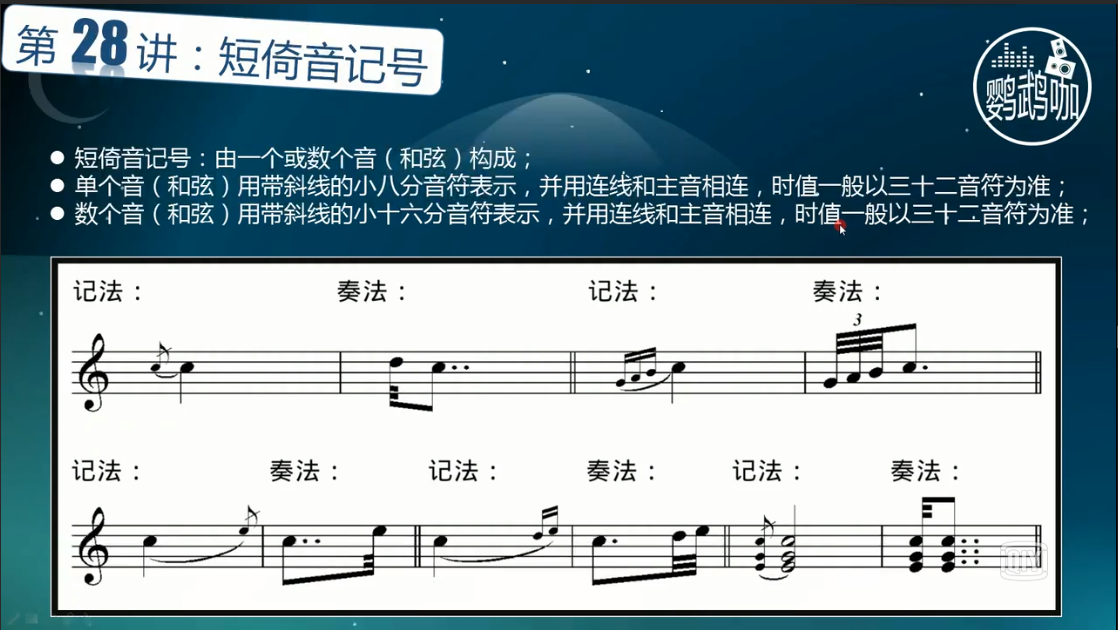 第28讲：短倚音记号
鹦鹉咖
短倚音记号：由一个或数个音（和弦）构成；
单个音（和弦）用带斜线的小八分音符表示，并用连线和主音相连，时值一般以三十二音符为准；
数个音（和弦）用带斜线的小十六分音符表示，并用连线和主音相连，时值一般以三十二音符为准；
记法： 奏法： 记法： 奏法：
3
记法： 奏法： 记法： 奏法： 记法： 奏法：
QIYI